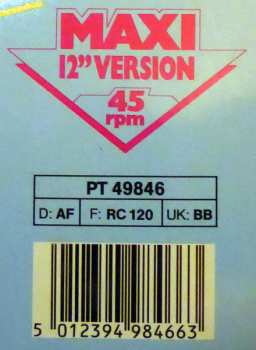 MAXI
12" VERSION
45
rpm
PT 49846
D: AF F: RC 120 UK: BB
5 012394 984663